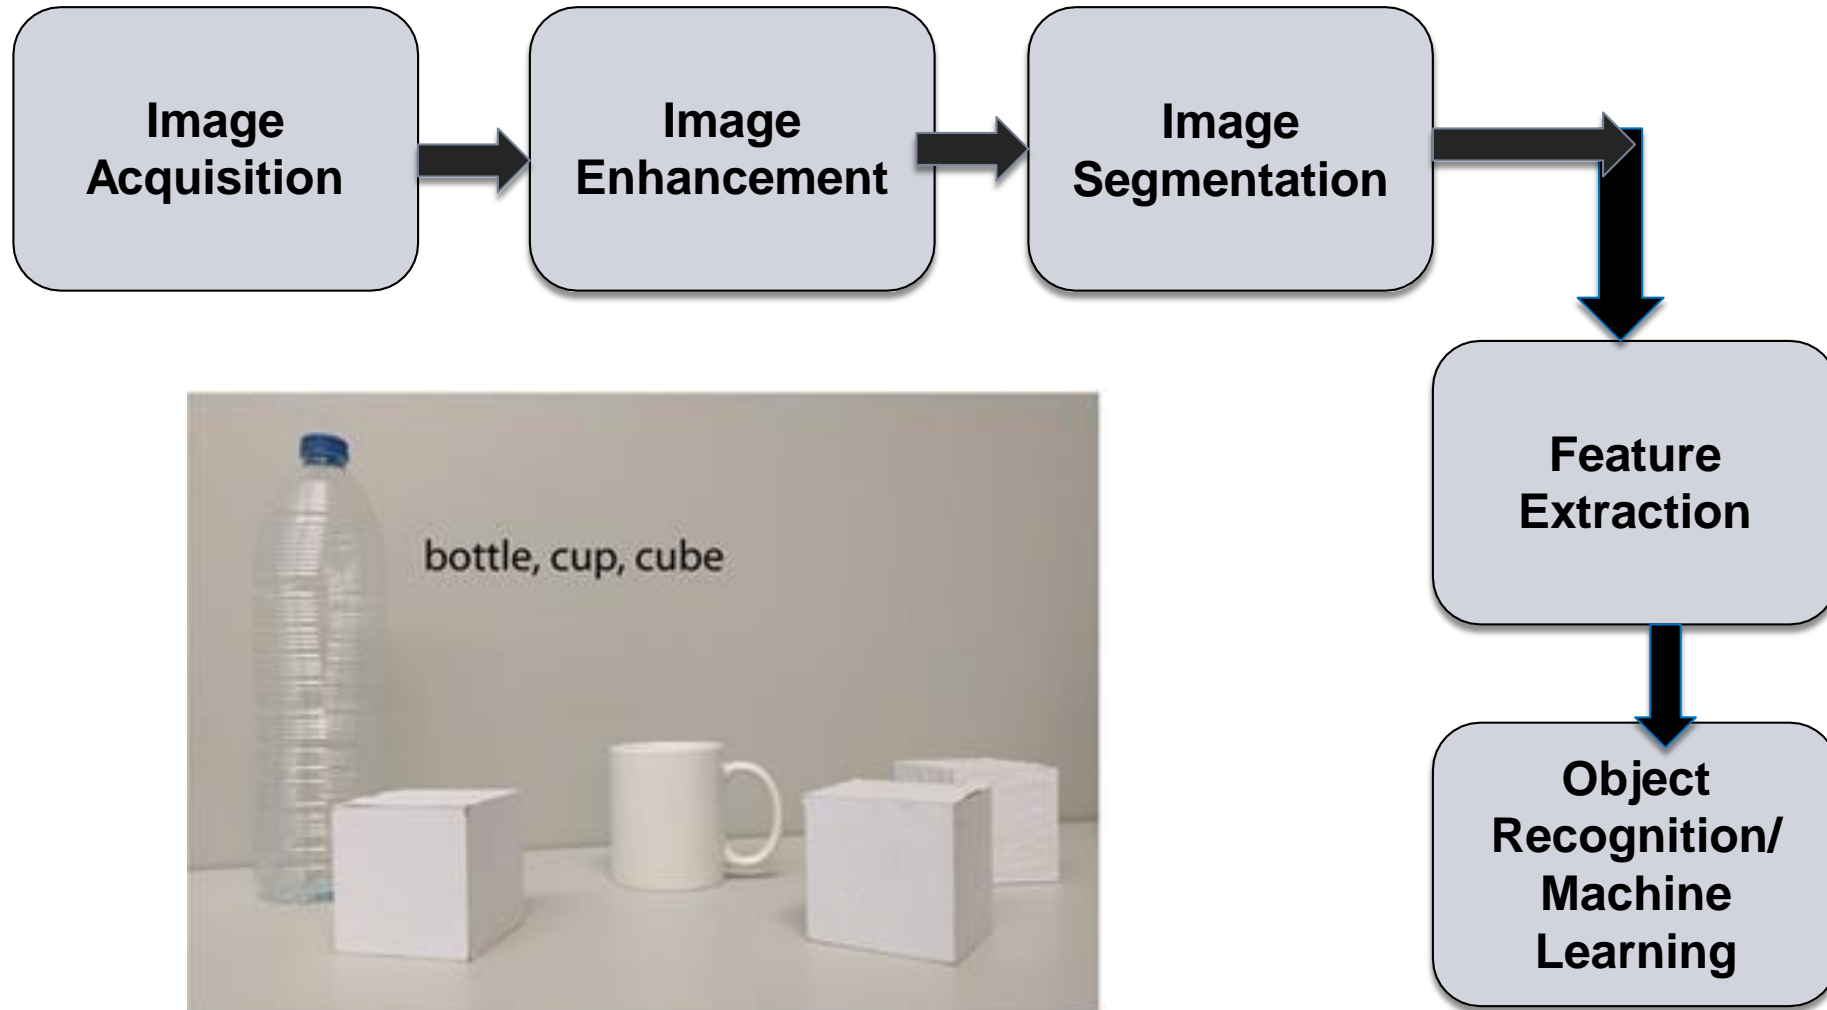 Image
Acquisition
Image
Enhancement
Image
Segmentation
Feature
Extraction
bottle, cup, cube
Object
Recognition/
Machine
Learning